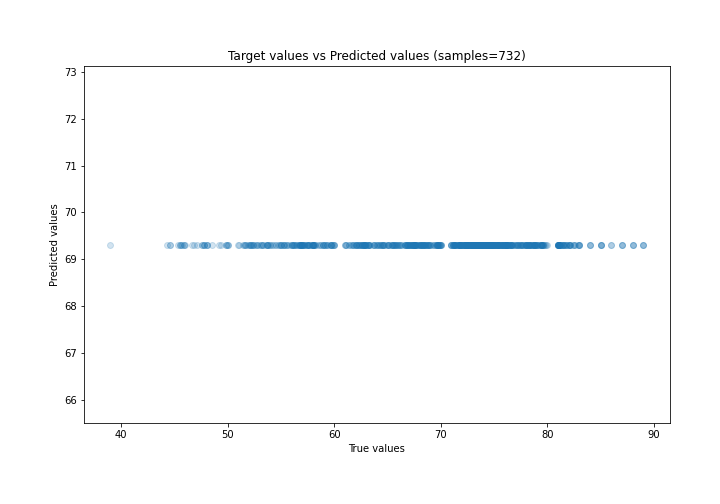 Target values vs Predicted values (samples=732)
73
72
71
70
69
68
67
66
Predicted values
40 50 60 70 80 90
True values